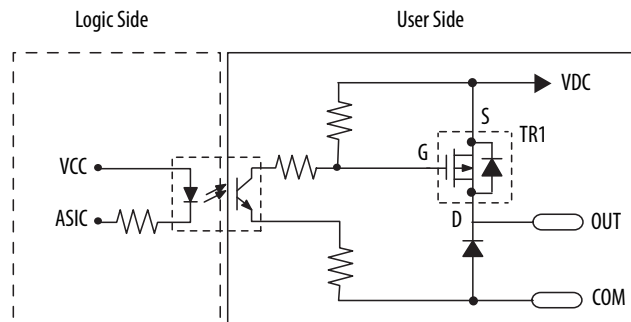 Logic Side
User Side
VDC
S
TR1
G
VCC
ASIC
D
OUT
COM